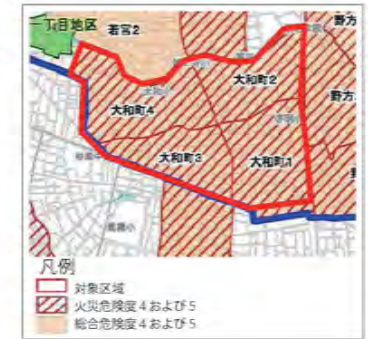 丁目地区
若宮2
野方
大和町2
野方
大和町4
大和町3
大和町1
凡例
対象区域
火災危険度4および5
総合危険度4および5